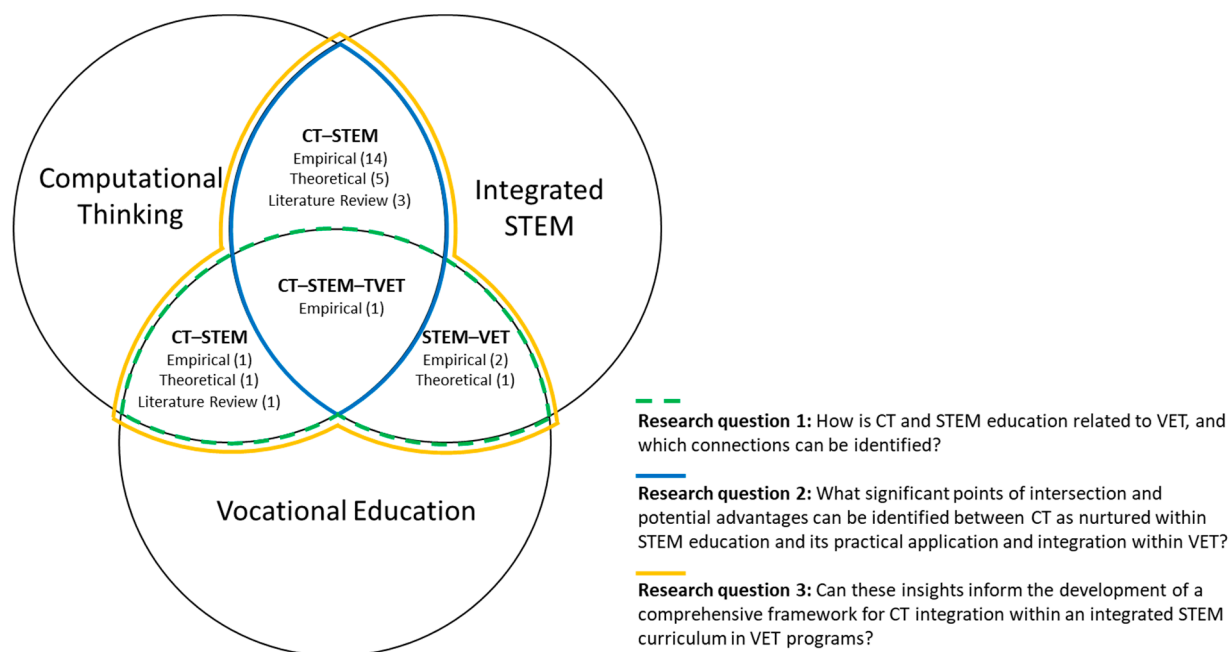 CT–STEM
Empirical (14)
Theoretical (5)
Literature Review (3)
Computational
Thinking
Integrated
STEM
CT–STEM–TVET
Empirical (1)
CT–STEM
Empirical (1)
Theoretical (1)
Literature Review (1)
STEM–VET
Empirical (2)
Theoretical (1)
Vocational Education
Research question 1: How is CT and STEM education related to VET, and
which connections can be identified?
Research question 2: What significant points of intersection and
potential advantages can be identified between CT as nurtured within
STEM education and its practical application and integration within VET?
Research question 3: Can these insights inform the development of a
comprehensive framework for CT integration within an integrated STEM
curriculum in VET programs?